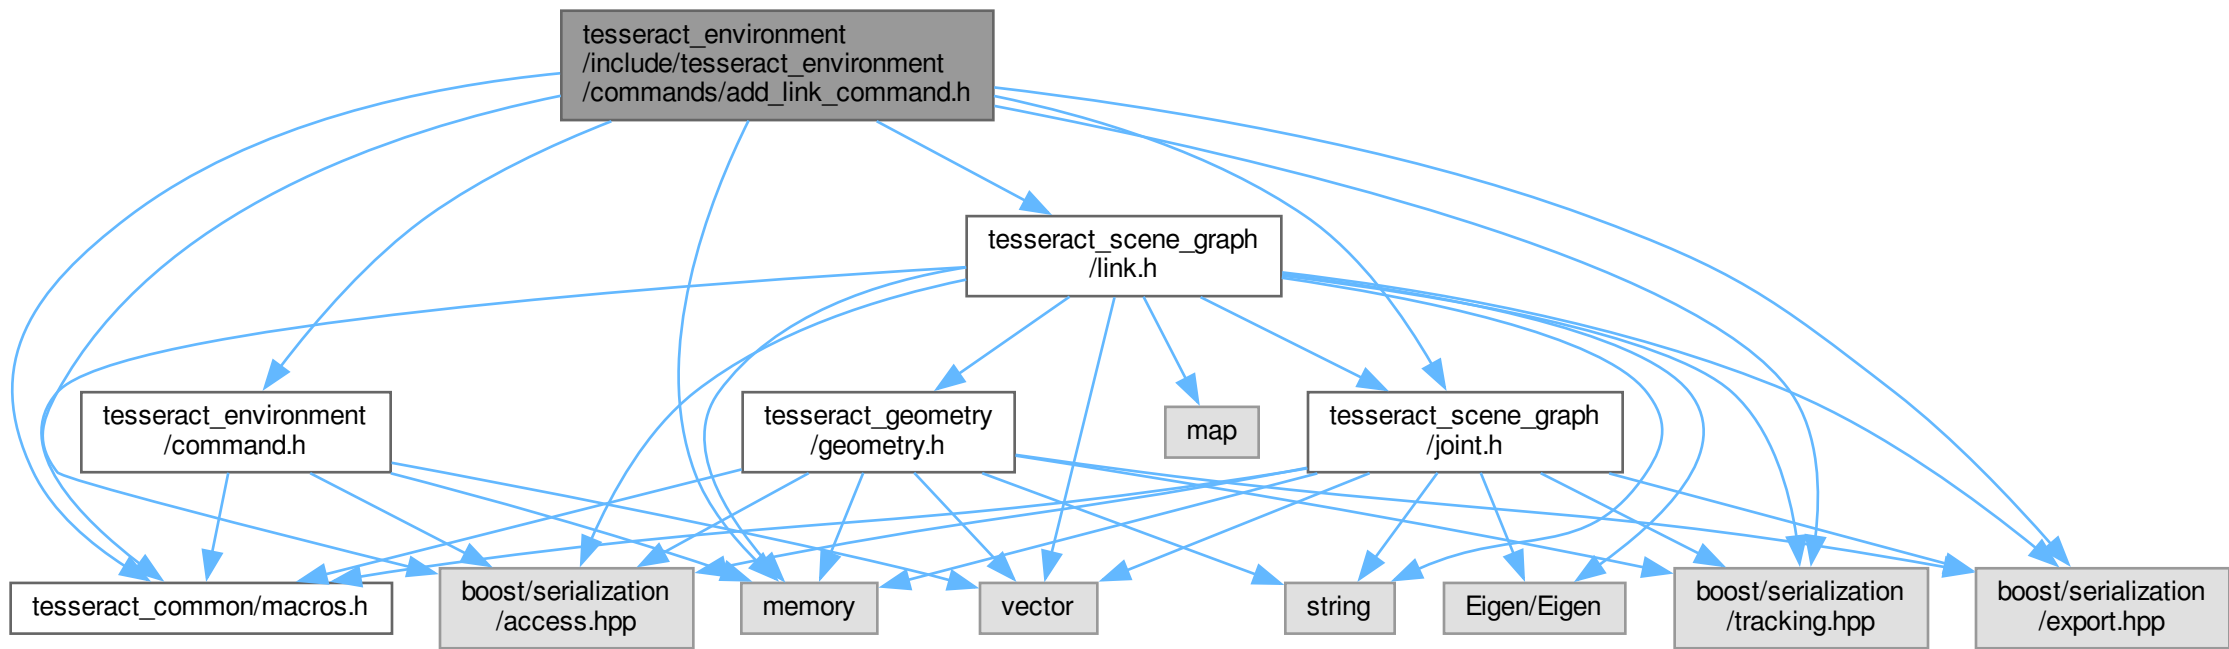 tesseract_environment
/include/tesseract_environment
/commands/add_link_command.h
tesseract_scene_graph
/link.h
tesseract_environment
/command.h
tesseract_geometry
/geometry.h
map
tesseract_scene_graph
/joint.h
tesseract_common/macros.h
boost/serialization
/access.hpp
memory
vector
string
Eigen/Eigen
boost/serialization
/tracking.hpp
boost/serialization
/export.hpp